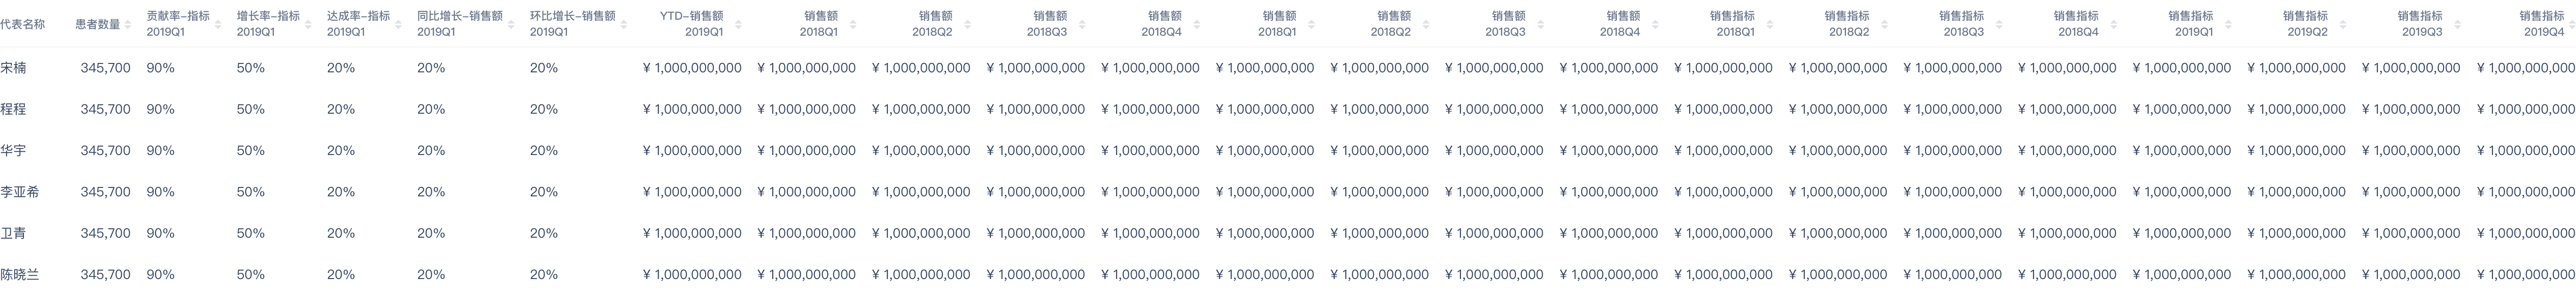 代表名称 患者数量 贡献率-指标 增长率-指标 达成率-指标 同比增长-销售额 环比增长-销售额 YTD-销售额 销售额 销售额 销售额 销售额 销售额 销售额 销售额 销售额 销售指标 销售指标 销售指标 销售指标 销售指标 销售指标 销售指标 销售指标
2019Q1 2019Q1 2019Q1 2019Q1 2019Q1 2019Q1 2018Q1 2018Q2 2018Q3 2018Q4 2018Q1 2018Q2 2018Q3 2018Q4 2018Q1 2018Q2 2018Q3 2018Q4 2019Q1 2019Q2 2019Q3 2019Q4
宋楠 345,700 90% 50% 20% 20% 20% ¥ 1,000,000,000 ¥ 1,000,000,000 ¥ 1,000,000,000 ¥ 1,000,000,000 ¥ 1,000,000,000 ¥ 1,000,000,000 ¥ 1,000,000,000 ¥ 1,000,000,000 ¥ 1,000,000,000 ¥ 1,000,000,000 ¥ 1,000,000,000 ¥ 1,000,000,000 ¥ 1,000,000,000 ¥ 1,000,000,000 ¥ 1,000,000,000 ¥ 1,000,000,000 ¥ 1,000,000,000
程程 345,700 90% 50% 20% 20% 20% ¥ 1,000,000,000 ¥ 1,000,000,000 ¥ 1,000,000,000 ¥ 1,000,000,000 ¥ 1,000,000,000 ¥ 1,000,000,000 ¥ 1,000,000,000 ¥ 1,000,000,000 ¥ 1,000,000,000 ¥ 1,000,000,000 ¥ 1,000,000,000 ¥ 1,000,000,000 ¥ 1,000,000,000 ¥ 1,000,000,000 ¥ 1,000,000,000 ¥ 1,000,000,000 ¥ 1,000,000,000
华宇 345,700 90% 50% 20% 20% 20% ¥ 1,000,000,000 ¥ 1,000,000,000 ¥ 1,000,000,000 ¥ 1,000,000,000 ¥ 1,000,000,000 ¥ 1,000,000,000 ¥ 1,000,000,000 ¥ 1,000,000,000 ¥ 1,000,000,000 ¥ 1,000,000,000 ¥ 1,000,000,000 ¥ 1,000,000,000 ¥ 1,000,000,000 ¥ 1,000,000,000 ¥ 1,000,000,000 ¥ 1,000,000,000 ¥ 1,000,000,000
李亚希 345,700 90% 50% 20% 20% 20% ¥ 1,000,000,000 ¥ 1,000,000,000 ¥ 1,000,000,000 ¥ 1,000,000,000 ¥ 1,000,000,000 ¥ 1,000,000,000 ¥ 1,000,000,000 ¥ 1,000,000,000 ¥ 1,000,000,000 ¥ 1,000,000,000 ¥ 1,000,000,000 ¥ 1,000,000,000 ¥ 1,000,000,000 ¥ 1,000,000,000 ¥ 1,000,000,000 ¥ 1,000,000,000 ¥ 1,000,000,000
卫青 345,700 90% 50% 20% 20% 20% ¥ 1,000,000,000 ¥ 1,000,000,000 ¥ 1,000,000,000 ¥ 1,000,000,000 ¥ 1,000,000,000 ¥ 1,000,000,000 ¥ 1,000,000,000 ¥ 1,000,000,000 ¥ 1,000,000,000 ¥ 1,000,000,000 ¥ 1,000,000,000 ¥ 1,000,000,000 ¥ 1,000,000,000 ¥ 1,000,000,000 ¥ 1,000,000,000 ¥ 1,000,000,000 ¥ 1,000,000,000
陈晓兰 345,700 90% 50% 20% 20% 20% ¥ 1,000,000,000 ¥ 1,000,000,000 ¥ 1,000,000,000 ¥ 1,000,000,000 ¥ 1,000,000,000 ¥ 1,000,000,000 ¥ 1,000,000,000 ¥ 1,000,000,000 ¥ 1,000,000,000 ¥ 1,000,000,000 ¥ 1,000,000,000 ¥ 1,000,000,000 ¥ 1,000,000,000 ¥ 1,000,000,000 ¥ 1,000,000,000 ¥ 1,000,000,000 ¥ 1,000,000,000